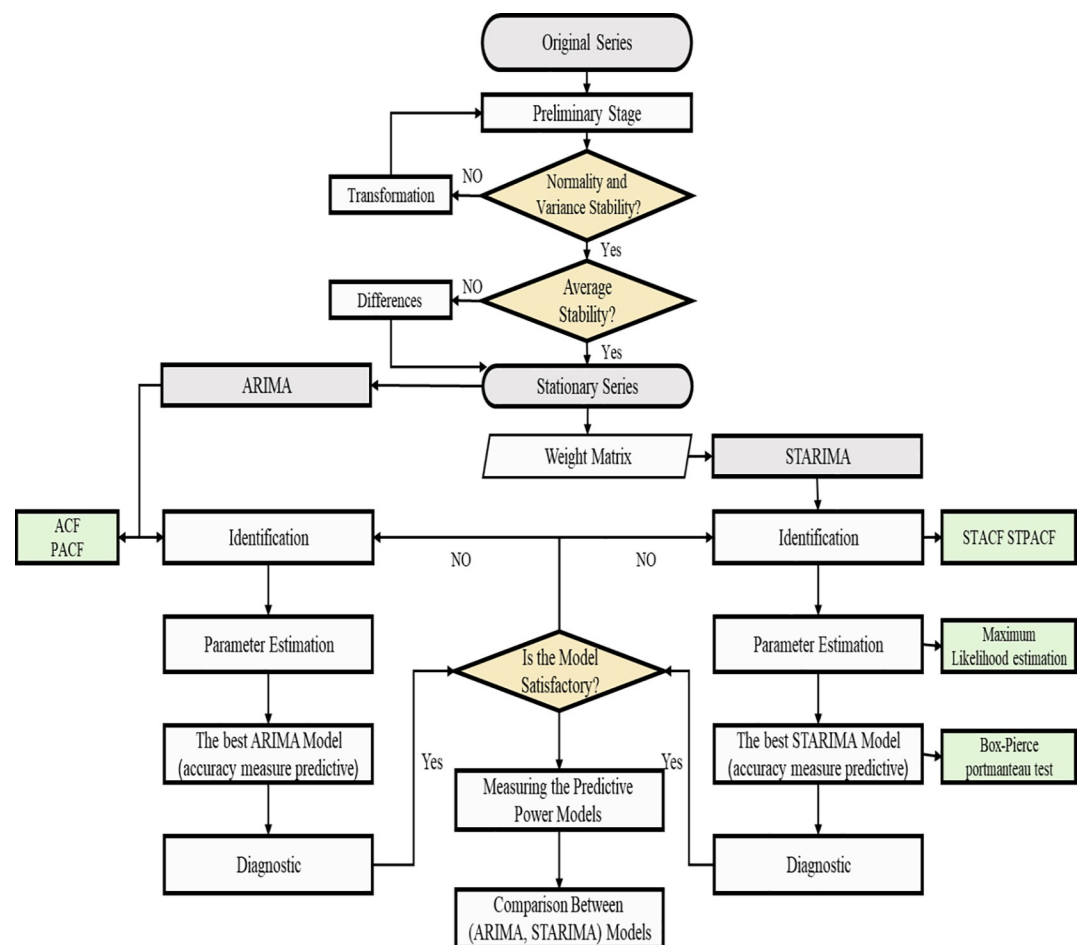 Original Series
Preliminary Stage
NO
Normality and
Variance Stability?
Transformation
Yes
Differences
NO
Average
Stability?
Yes
ARIMA
Stationary Series
Weight Matrix
STARIMA
ACF
PACF
Identification
NO
NO
Identification
STACF STPACF
Parameter Estimation
Is the Model
Satisfactory?
Parameter Estimation
Maximum
Likelihood estimation
The best ARIMA Model
(accuracy measure predictive)
Yes
Measuring the Predictive
Power Models
Yes
The best STARIMA Model
(accuracy measure predictive)
Box-Pierce
portmanteau test
Diagnostic
Diagnostic
Comparison Between
(ARIMA, STARIMA) Models